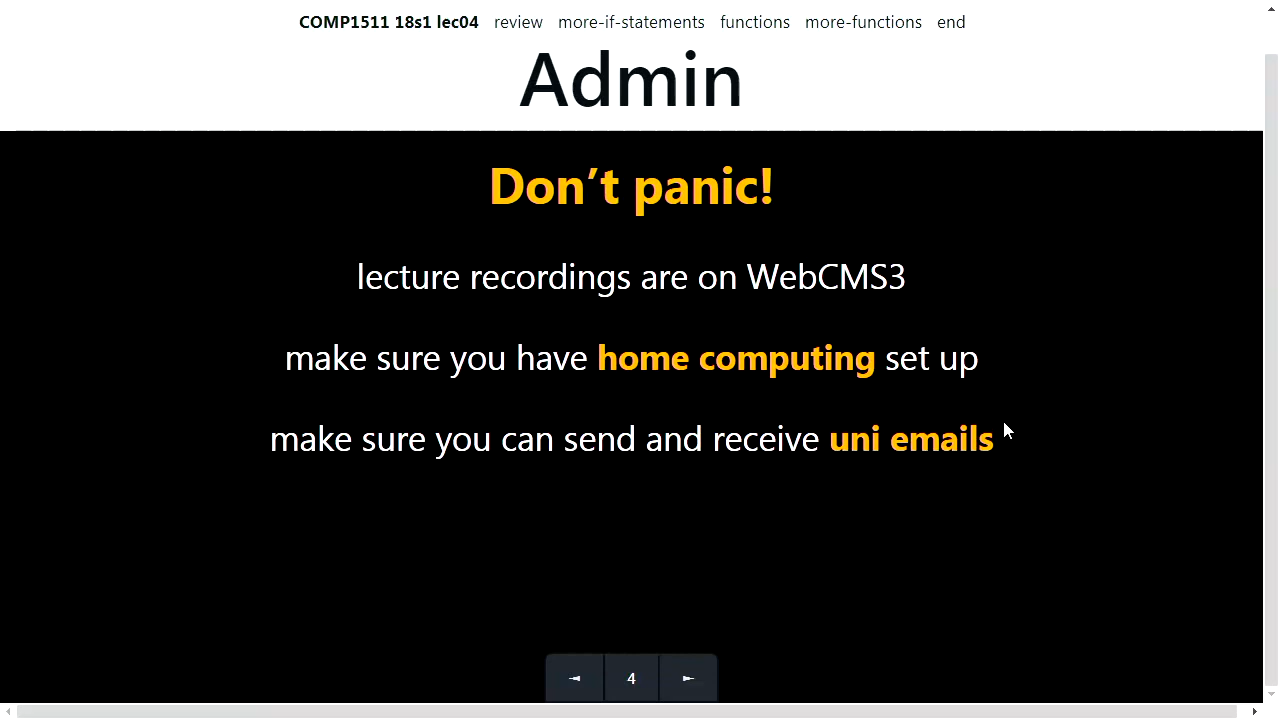 COMP1511 18s1 lec04 review more-if-statements functions more-functions end
Admin
Don’t panic!
lecture recordings are on WebCMS3
make sure you have home computing set up
make sure you can send and receive uni emails
4